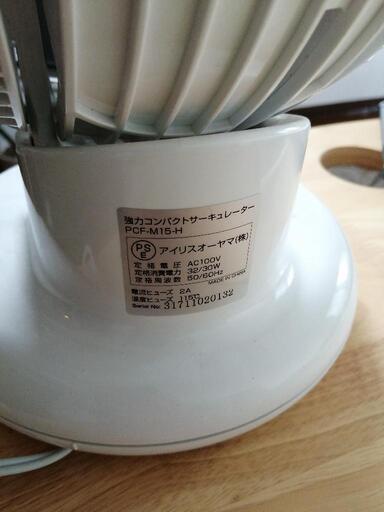 強力コンパクトサーキュレーター
PCF-M15-H
PS
E
アイリスオーヤマ(株)
定格電圧 AC100V
定格消費電力 32/30W
定格周波数 50/60Hz
MADE IN CHINA
電流ヒューズ 2A
温度ヒューズ 115℃
Serial No.: 31711020132